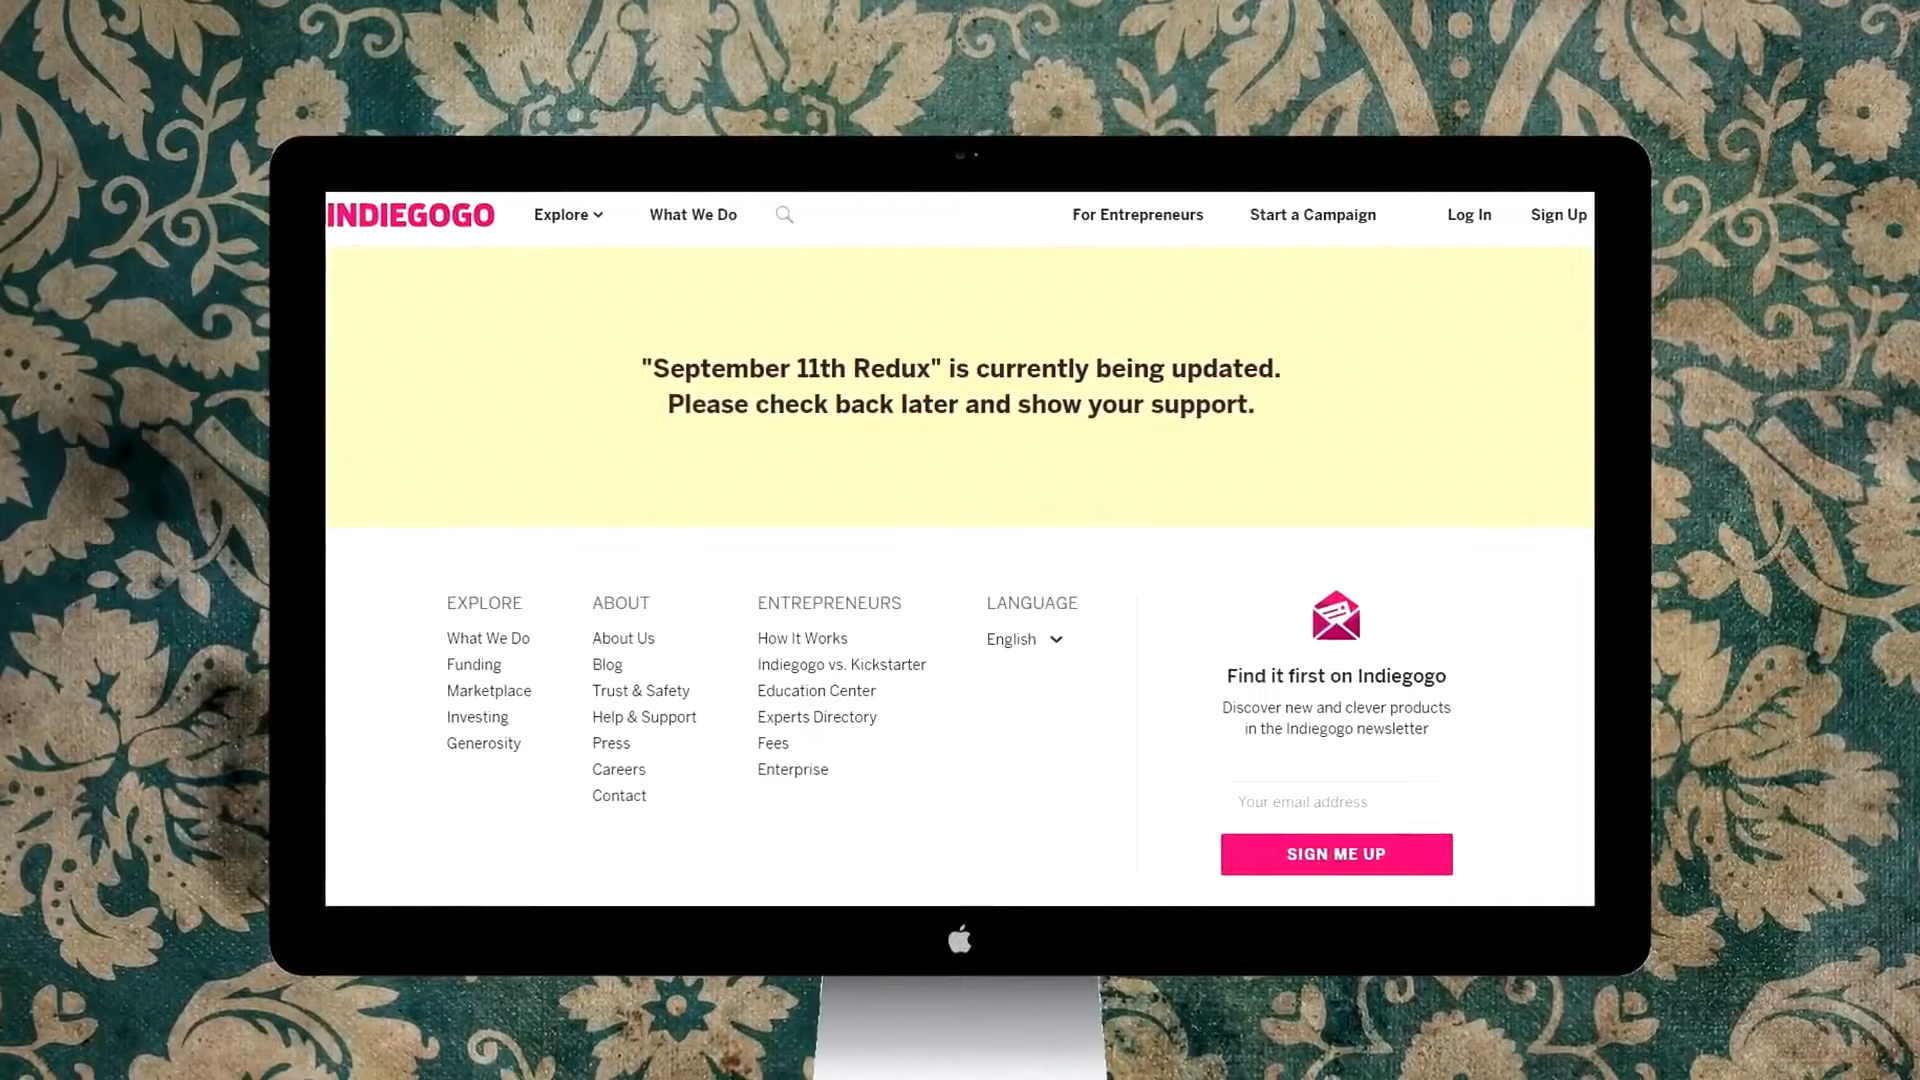 INDIEGOGO Explore What We Do For Entrepreneurs Start a Campaign Log In Sign Up
"September 11th Redux" is currently being updated.
Please check back later and show your support.
EXPLORE
What We Do
Funding
Marketplace
Investing
Generosity
ABOUT
About Us
Blog
Trust & Safety
Help & Support
Press
Careers
Contact
ENTREPRENEURS
How It Works
Indiegogo vs. Kickstarter
Education Center
Experts Directory
Fees
Enterprise
LANGUAGE
English
Find it first on Indiegogo
Discover new and clever products
in the Indiegogo newsletter
Your email address
SIGN ME UP